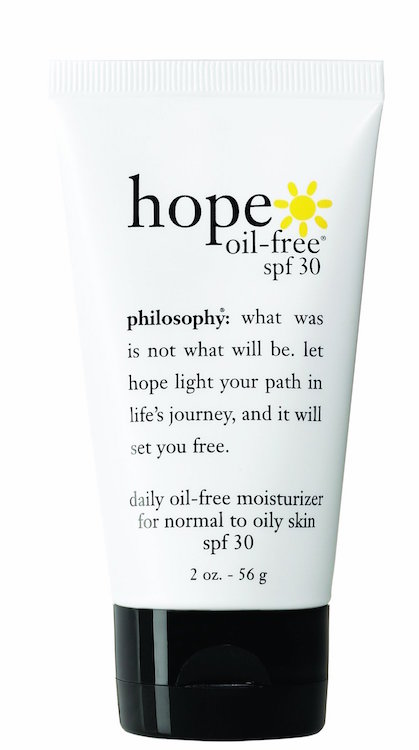 hope
oil-free®
spf 30
philosophy®: what was
is not what will be. let
hope light your path in
life's journey, and it will
set you free.
daily oil-free moisturizer
for normal to oily skin
spf 30
2 oz. - 56 g